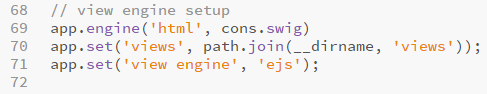 68 // view engine setup
69 app.engine('html', cons.swig)
70 app.set('views', path.join(__dirname, 'views'));
71 app.set('view engine', 'ejs');
72